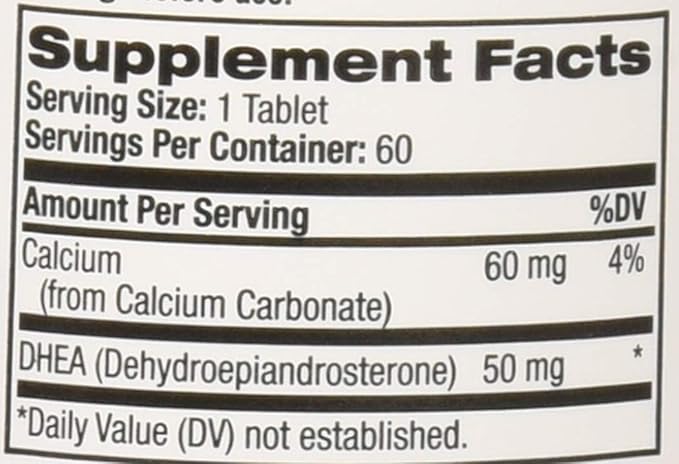 Supplement Facts
Serving Size: 1 Tablet
Servings Per Container: 60
Amount Per Serving %DV
Calcium 60 mg 4%
(from Calcium Carbonate)
DHEA (Dehydroepiandrosterone) 50 mg *
*Daily Value (DV) not established.